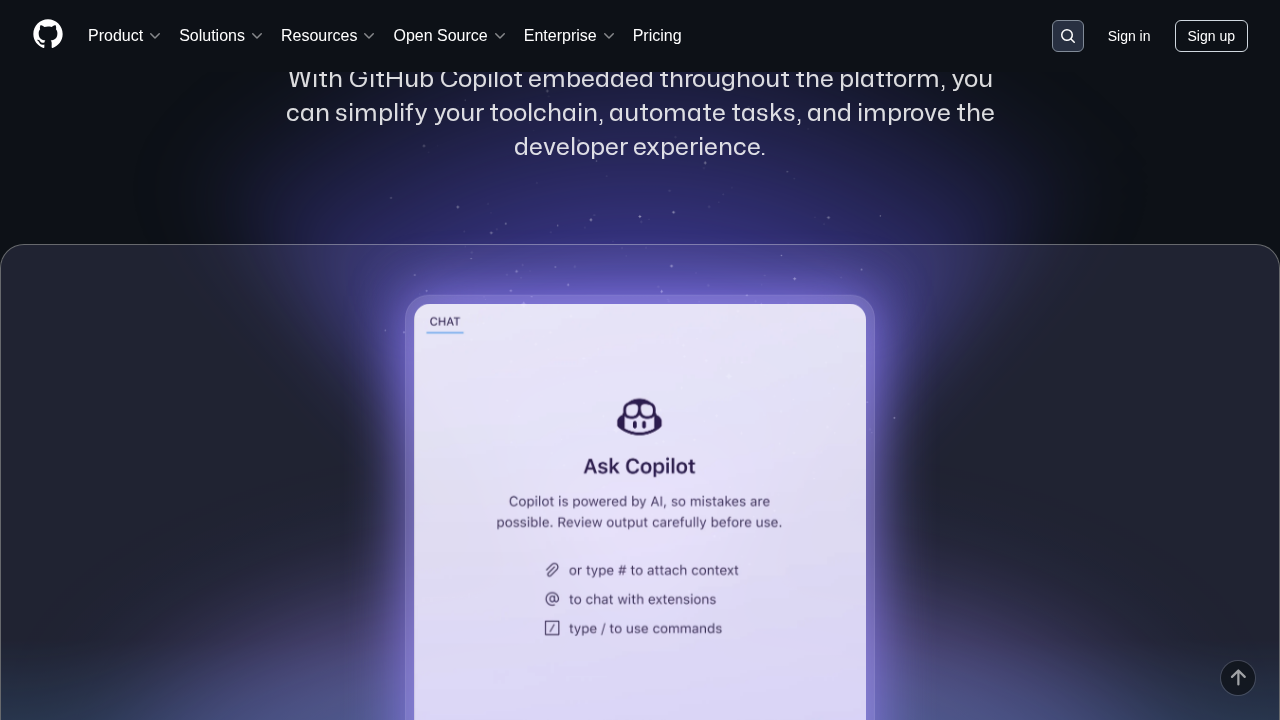 Product
Solutions
Resources
Open Source
Enterprise
Pricing
Sign in
Sign up
With GitHub Copilot embedded throughout the platform, you
can simplify your toolchain, automate tasks, and improve the
developer experience.
CHAT
Ask Copilot
Copilot is powered by AI, so mistakes are
possible. Review output carefully before use.
or type # to attach context
@ to chat with extensions
/ type / to use commands